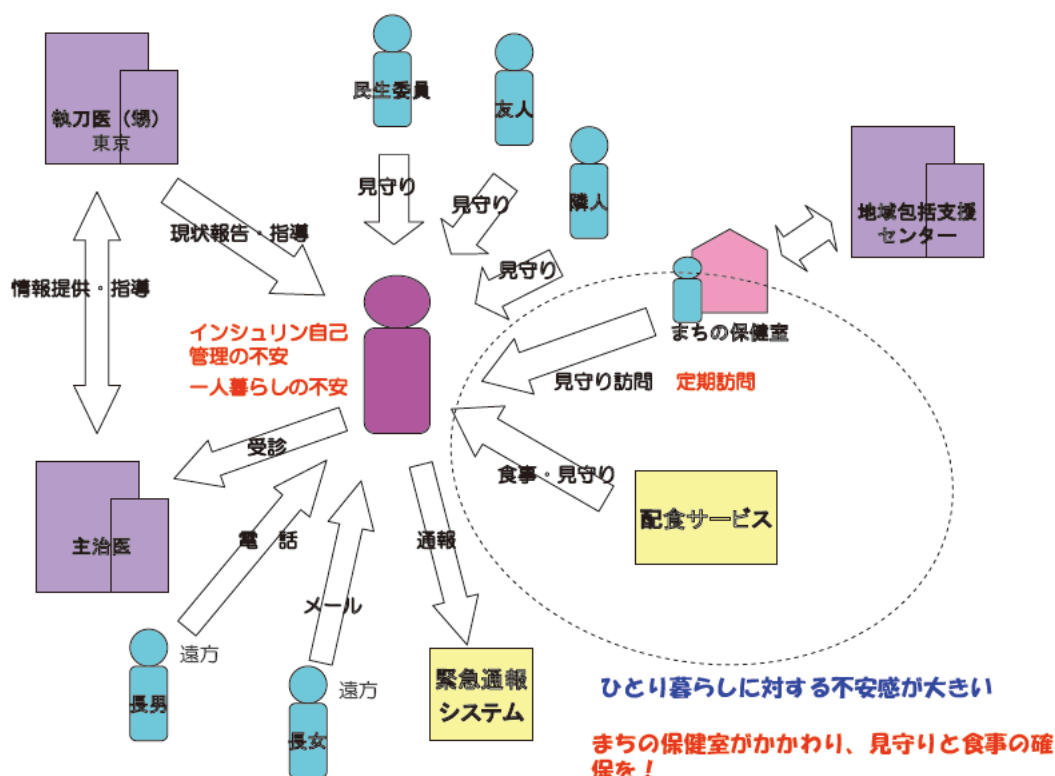 民生委員
友人
隣人
執刀医（甥）
東京
地域包括支援
センター
見守り
見守り
見守り
現状報告・指導
情報提供・指導
まちの保健室
インシュリン自己
管理の不安
一人暮らしの不安
見守り訪問
定期訪問
受診
食事・見守り
配食サービス
主治医
電　話
通報
メール
遠方
長男
遠方
長女
緊急通報
システム
ひとり暮らしに対する不安感が大きい
まちの保健室がかかわり、見守りと食事の確
保を！